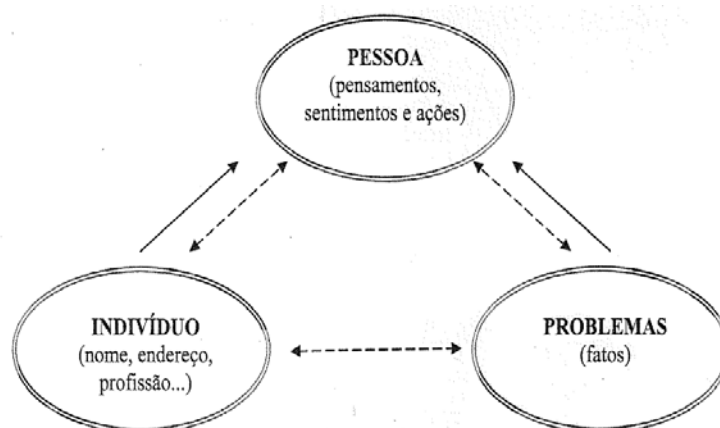 PESSOA
(pensamentos,
sentimentos e ações)
INDIVÍDUO
(nome, endereço,
profissão...)
PROBLEMAS
(fatos)